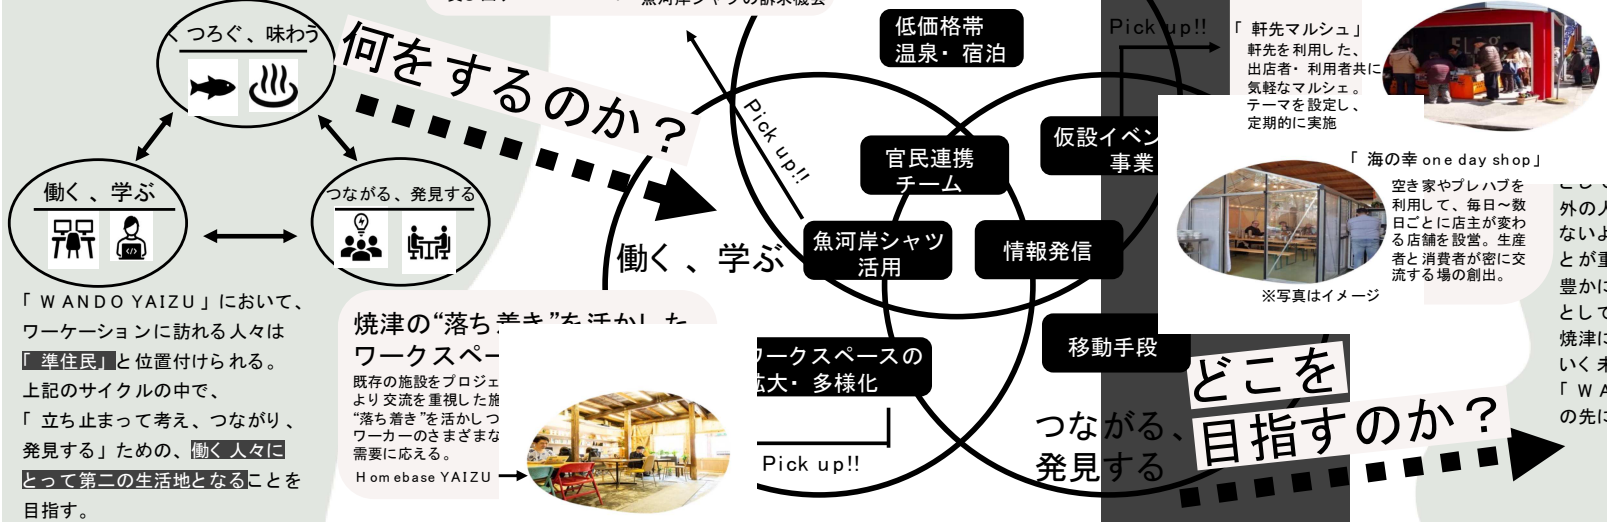 くつろぐ、味わう
働く、学ぶ
つながる、発見する
「WANDO YAIZU」において、
ワーケーションに訪れる人々は
「準住民」と位置付けられる。
上記のサイクルの中で、
「立ち止まって考え、つながり、
発見する」ための、働く人々に
とって第二の生活地となることを
目指す。
何をするのか？
魚河岸シャツの訴求機会
Pick up!!
働く、学ぶ
低価格帯
温泉・宿泊
官民連携
チーム
魚河岸シャツ
活用
情報発信
仮設イベン
事業
移動手段
ワークスペースの
拡大・多様化
Pick up!!
つながる、
発見する
焼津の“落ち着き”を活かした
ワークスペー
既存の施設をプロジェ
より交流を重視した施
“落ち着き”を活かしつ
ワーカーのさまざまな
需要に応える。
Homebase YAIZU
Pick up!!
「軒先マルシェ」
軒先を利用した、
出店者・利用者共に
気軽なマルシェ。
テーマを設定し、
定期的に実施
「海の幸one day shop」
空き家やプレハブを
利用して、毎日～数
日ごとに店主が変わ
る店舗を設営。生産
者と消費者が密に交
流する場の創出。
※写真はイメージ
どこを
目指すのか？
として
外の人
ないよ
とが重
豊かに
として
焼津に
いく未
「WA
の先に